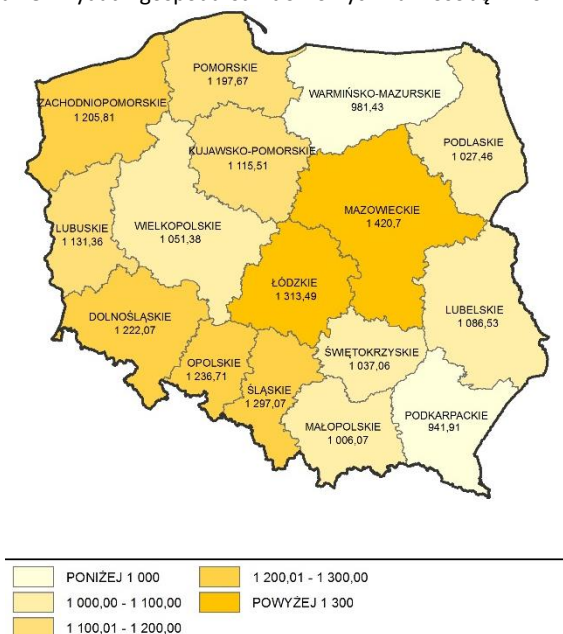 POMORSKIE
1 197,67
WARMIŃSKO-MAZURSKIE
981,43
ZACHODNIOPOMORSKIE
1 205,81
KUJAWSKO-POMORSKIE
1 115,51
PODLASKIE
1 027,46
MAZOWIECKIE
1 420,7
LUBUSKIE
1 131,36
WIELKOPOLSKIE
1 051,38
ŁÓDZKIE
1 313,49
LUBELSKIE
1 086,53
DOLNOŚLĄSKIE
1 222,07
OPOLSKIE
1 236,71
ŚLĄSKIE
1 297,07
ŚWIĘTOKRZYSKIE
1 037,06
MAŁOPOLSKIE
1 006,07
PODKARPACKIE
941,91
PONIŻEJ 1 000
1 000,00 - 1 100,00
1 100,01 - 1 200,00
1 200,01 - 1 300,00
POWYŻEJ 1 300